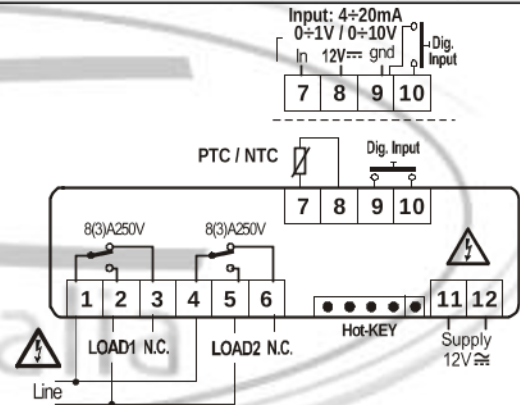 Input: 4÷20mA
0÷1V / 0÷10V
In 12V⎓ gnd
Dig.
Input
7 8 9 10
PTC / NTC
Dig. Input
7 8 9 10
8(3)A250V 8(3)A250V
1 2 3 4 5 6
11 12
LOAD1 N.C. LOAD2 N.C.
Hot-KEY
Supply
12V≂
Line